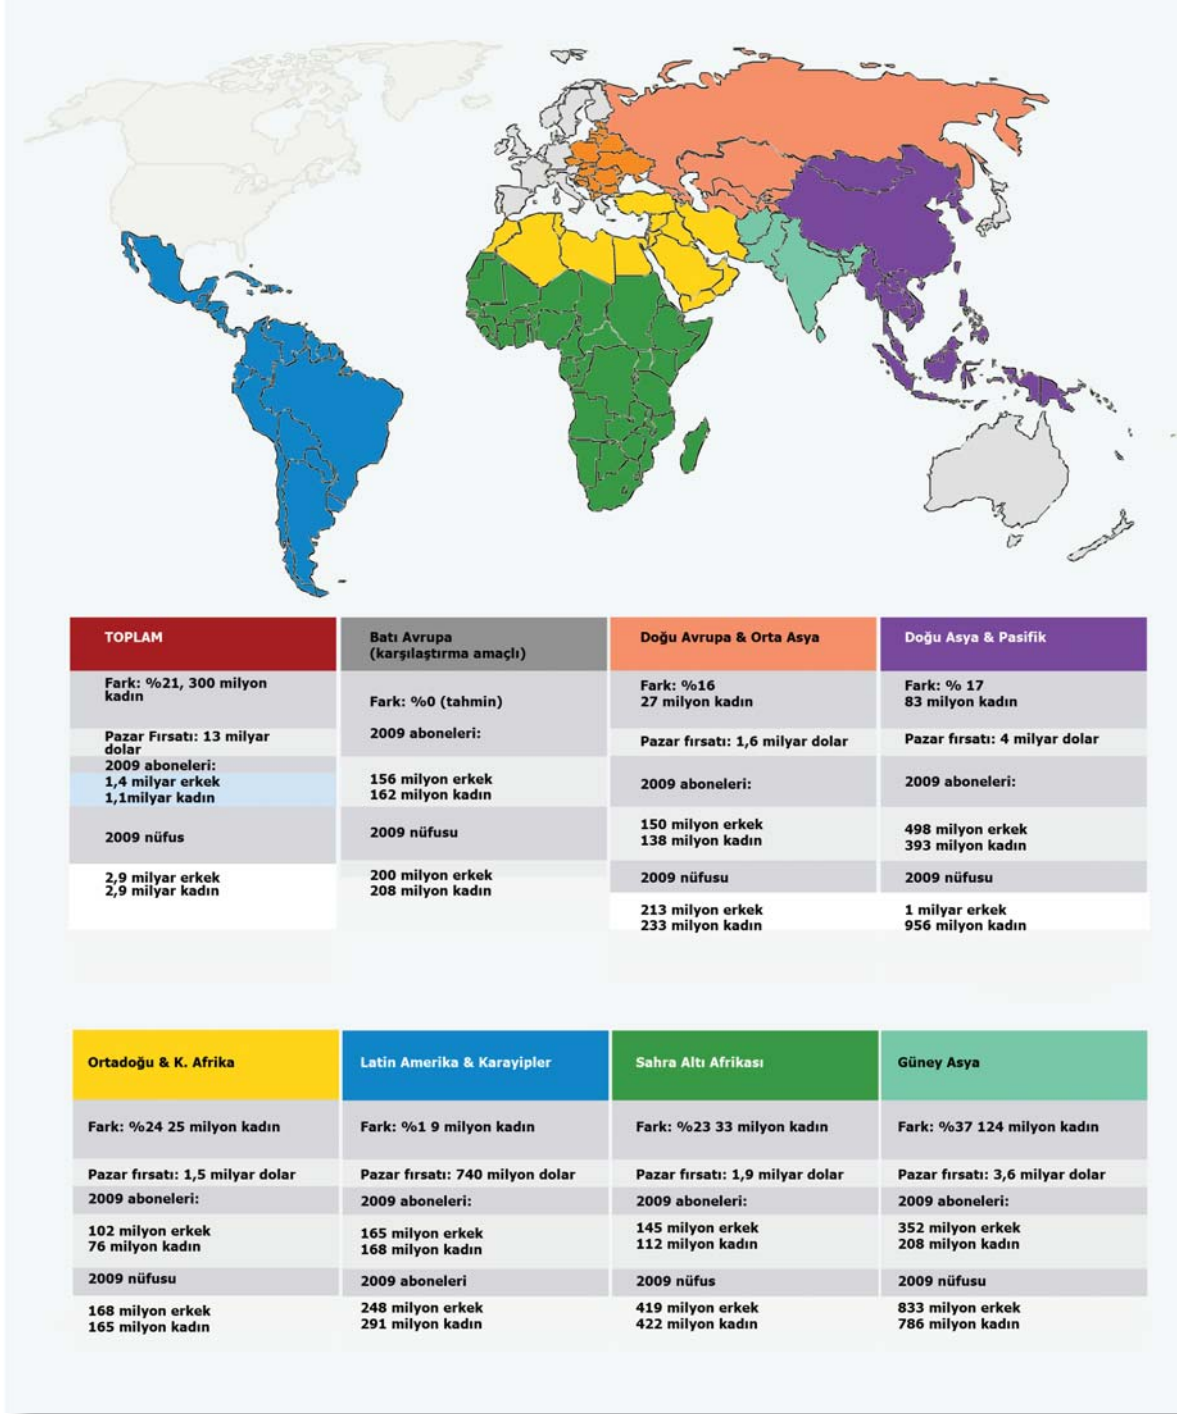 TOPLAM
Fark: %21, 300 milyon
kadın
Pazar Fırsatı: 13 milyar
dolar
2009 aboneleri:
1,4 milyar erkek
1,1milyar kadın
2009 nüfus
2,9 milyar erkek
2,9 milyar kadın
Batı Avrupa
(karşılaştırma amaçlı)
Fark: %0 (tahmin)
2009 aboneleri:
156 milyon erkek
162 milyon kadın
2009 nüfusu
200 milyon erkek
208 milyon kadın
Doğu Avrupa & Orta Asya
Fark: %16
27 milyon kadın
Pazar fırsatı: 1,6 milyar dolar
2009 aboneleri:
150 milyon erkek
138 milyon kadın
2009 nüfusu
213 milyon erkek
233 milyon kadın
Doğu Asya & Pasifik
Fark: % 17
83 milyon kadın
Pazar fırsatı: 4 milyar dolar
2009 aboneleri:
498 milyon erkek
393 milyon kadın
2009 nüfusu
1 milyar erkek
956 milyon kadın
Ortadoğu & K. Afrika
Fark: %24 25 milyon kadın
Pazar fırsatı: 1,5 milyar dolar
2009 aboneleri:
102 milyon erkek
76 milyon kadın
2009 nüfusu
168 milyon erkek
165 milyon kadın
Latin Amerika & Karayipler
Fark: %1 9 milyon kadın
Pazar fırsatı: 740 milyon dolar
2009 aboneleri:
165 milyon erkek
168 milyon kadın
2009 aboneleri
248 milyon erkek
291 milyon kadın
Sahra Altı Afrikası
Fark: %23 33 milyon kadın
Pazar fırsatı: 1,9 milyar dolar
2009 aboneleri:
145 milyon erkek
112 milyon kadın
2009 nüfus
419 milyon erkek
422 milyon kadın
Güney Asya
Fark: %37 124 milyon kadın
Pazar fırsatı: 3,6 milyar dolar
2009 aboneleri:
352 milyon erkek
208 milyon kadın
2009 nüfusu
833 milyon erkek
786 milyon kadın